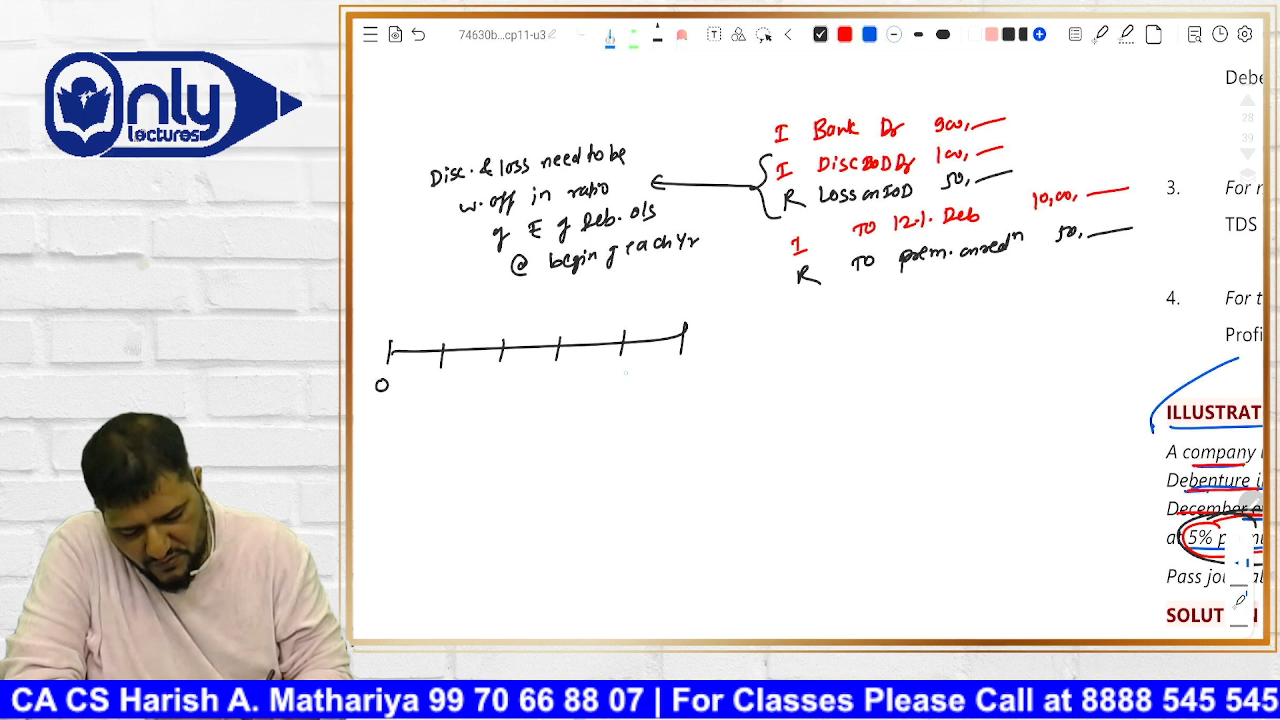 Only
Lectures
74630b...cp11-u3
Debe
28
39
I Bank Dr 900,—
I Disc IOD Dr 100,—
R Loss on IoD 50,—
I To 12% Deb 10,00,—
R To prem. on redn 50,—
Disc. & loss need to be
w. off in ratio
of E of Deb. o/s
@ begin of each Yr
0
3. For r
TDS
4. For t
Profi
ILLUSTRAT
A company
Debenture i
December
at 5% p
Pass jou
SOLUT N
CA CS Harish A. Mathariya 99 70 66 88 07 | For Classes Please Call at 8888 545 545